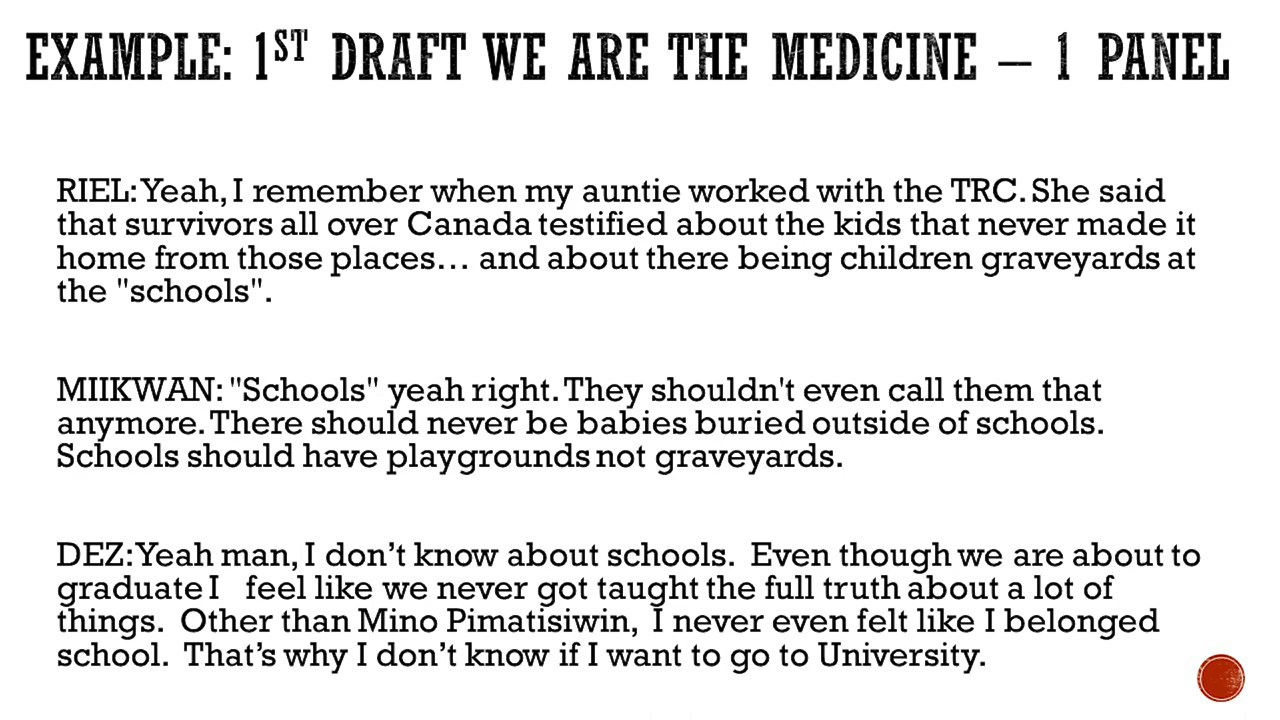 EXAMPLE: 1ST DRAFT WE ARE THE MEDICINE – 1 PANEL
RIEL: Yeah, I remember when my auntie worked with the TRC. She said
that survivors all over Canada testified about the kids that never made it
home from those places… and about there being children graveyards at
the "schools".
MIIKWAN: "Schools" yeah right. They shouldn't even call them that
anymore. There should never be babies buried outside of schools.
Schools should have playgrounds not graveyards.
DEZ: Yeah man, I don’t know about schools.  Even though we are about to
graduate I   feel like we never got taught the full truth about a lot of
things.  Other than Mino Pimatisiwin,  I never even felt like I belonged
school.  That’s why I don’t know if I want to go to University.